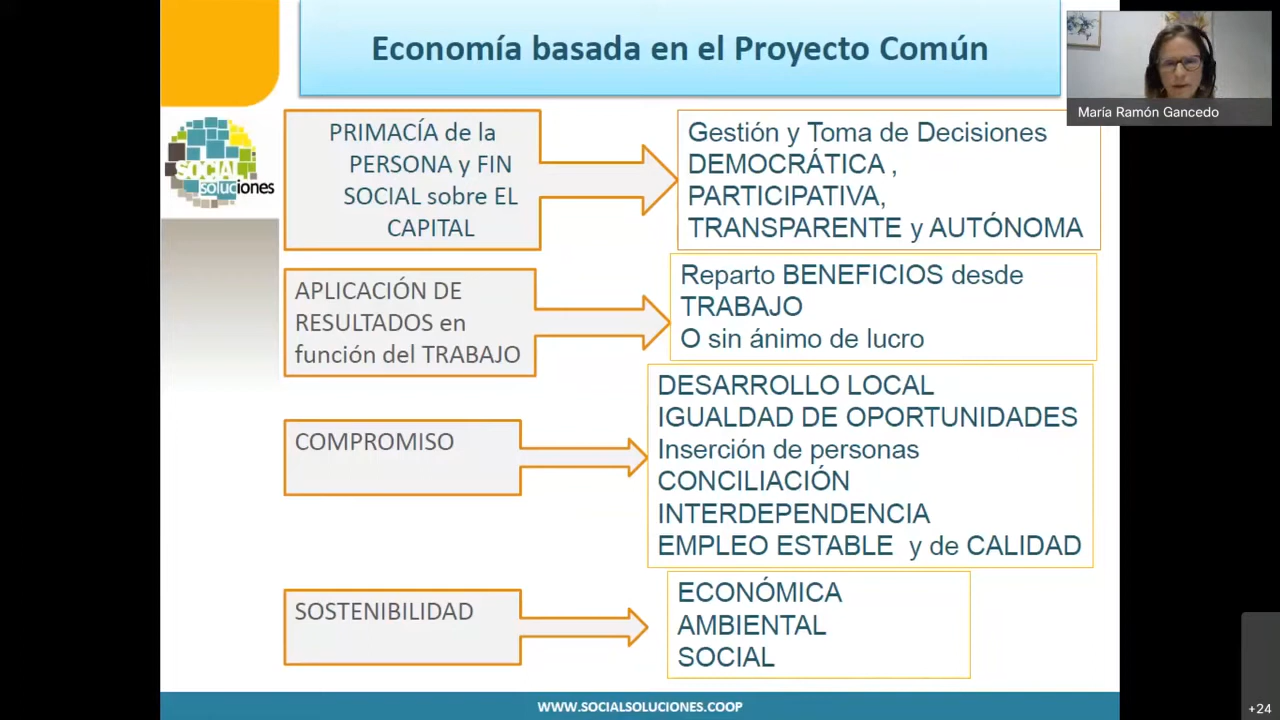 Economía basada en el Proyecto Común
María Ramón Gancedo
SOCIAL
soluciones
PRIMACÍA de la
PERSONA y FIN
SOCIAL sobre EL
CAPITAL
Gestión y Toma de Decisiones
DEMOCRÁTICA ,
PARTICIPATIVA,
TRANSPARENTE y AUTÓNOMA
APLICACIÓN DE
RESULTADOS en
función del TRABAJO
Reparto BENEFICIOS desde
TRABAJO
O sin ánimo de lucro
COMPROMISO
DESARROLLO LOCAL
IGUALDAD DE OPORTUNIDADES
Inserción de personas
CONCILIACIÓN
INTERDEPENDENCIA
EMPLEO ESTABLE y de CALIDAD
SOSTENIBILIDAD
ECONÓMICA
AMBIENTAL
SOCIAL
WWW.SOCIALSOLUCIONES.COOP
+24